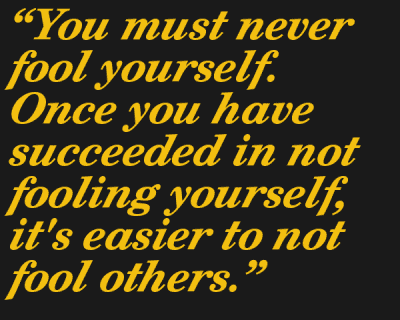 “You must never
fool yourself.
Once you have
succeeded in not
fooling yourself,
it's easier to not
fool others.”